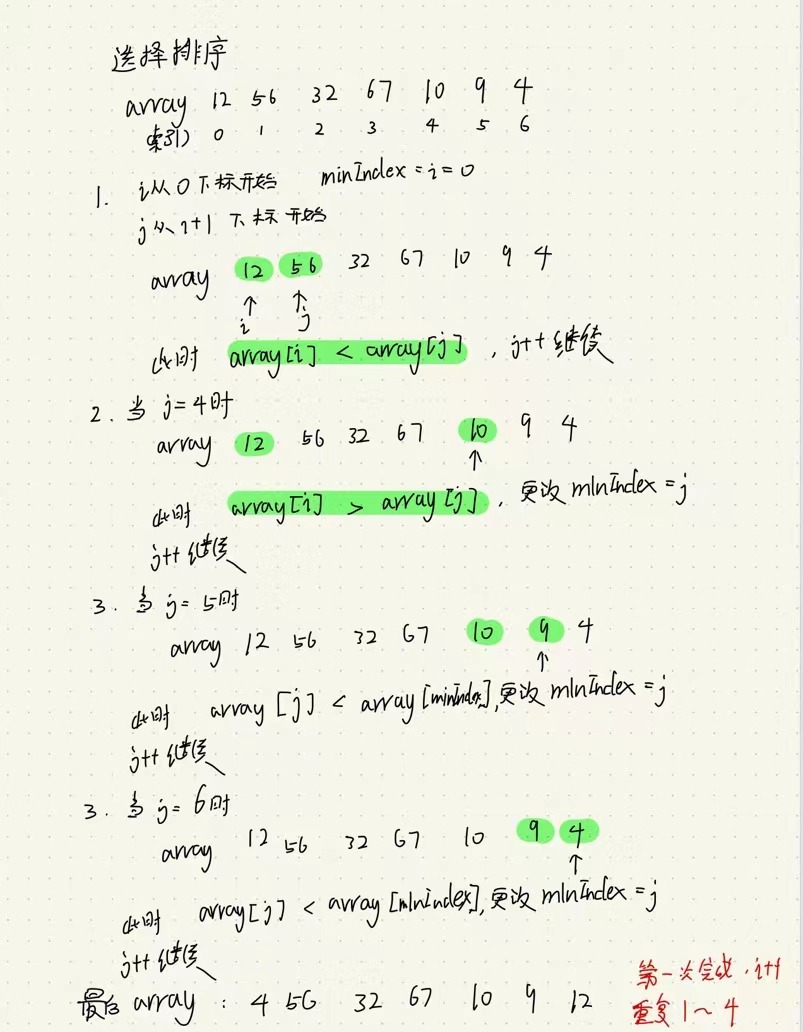 选择排序
array 12 56 32 67 10 9 4
索引 0 1 2 3 4 5 6
1. i从0下标开始 minIndex = i = 0
j从i+1下标开始
array 12 56 32 67 10 9 4
↑ ↑
i j
此时 array[i] < array[j], j++继续
2. 当 j=4时
array 12 56 32 67 10 9 4
↑
此时 array[i] > array[j], 更改 minIndex = j
j++继续
3. 当 j= 5时
array 12 56 32 67 10 9 4
↑
此时 array[j] < array[minIndex], 更改 minIndex = j
j++继续
3. 当 j= 6时
array 12 56 32 67 10 9 4
↑
此时 array[j] < array[minIndex], 更改 minIndex = j
j++继续
最后 array : 4 56 32 67 10 9 12
第一次完成, i++
重复1~4